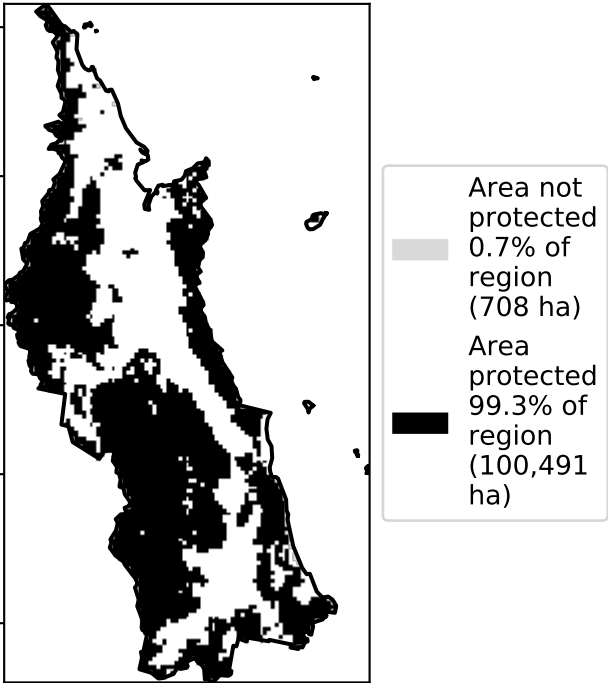 Area not
protected
0.7% of
region
(708 ha)
Area
protected
99.3% of
region
(100,491
ha)